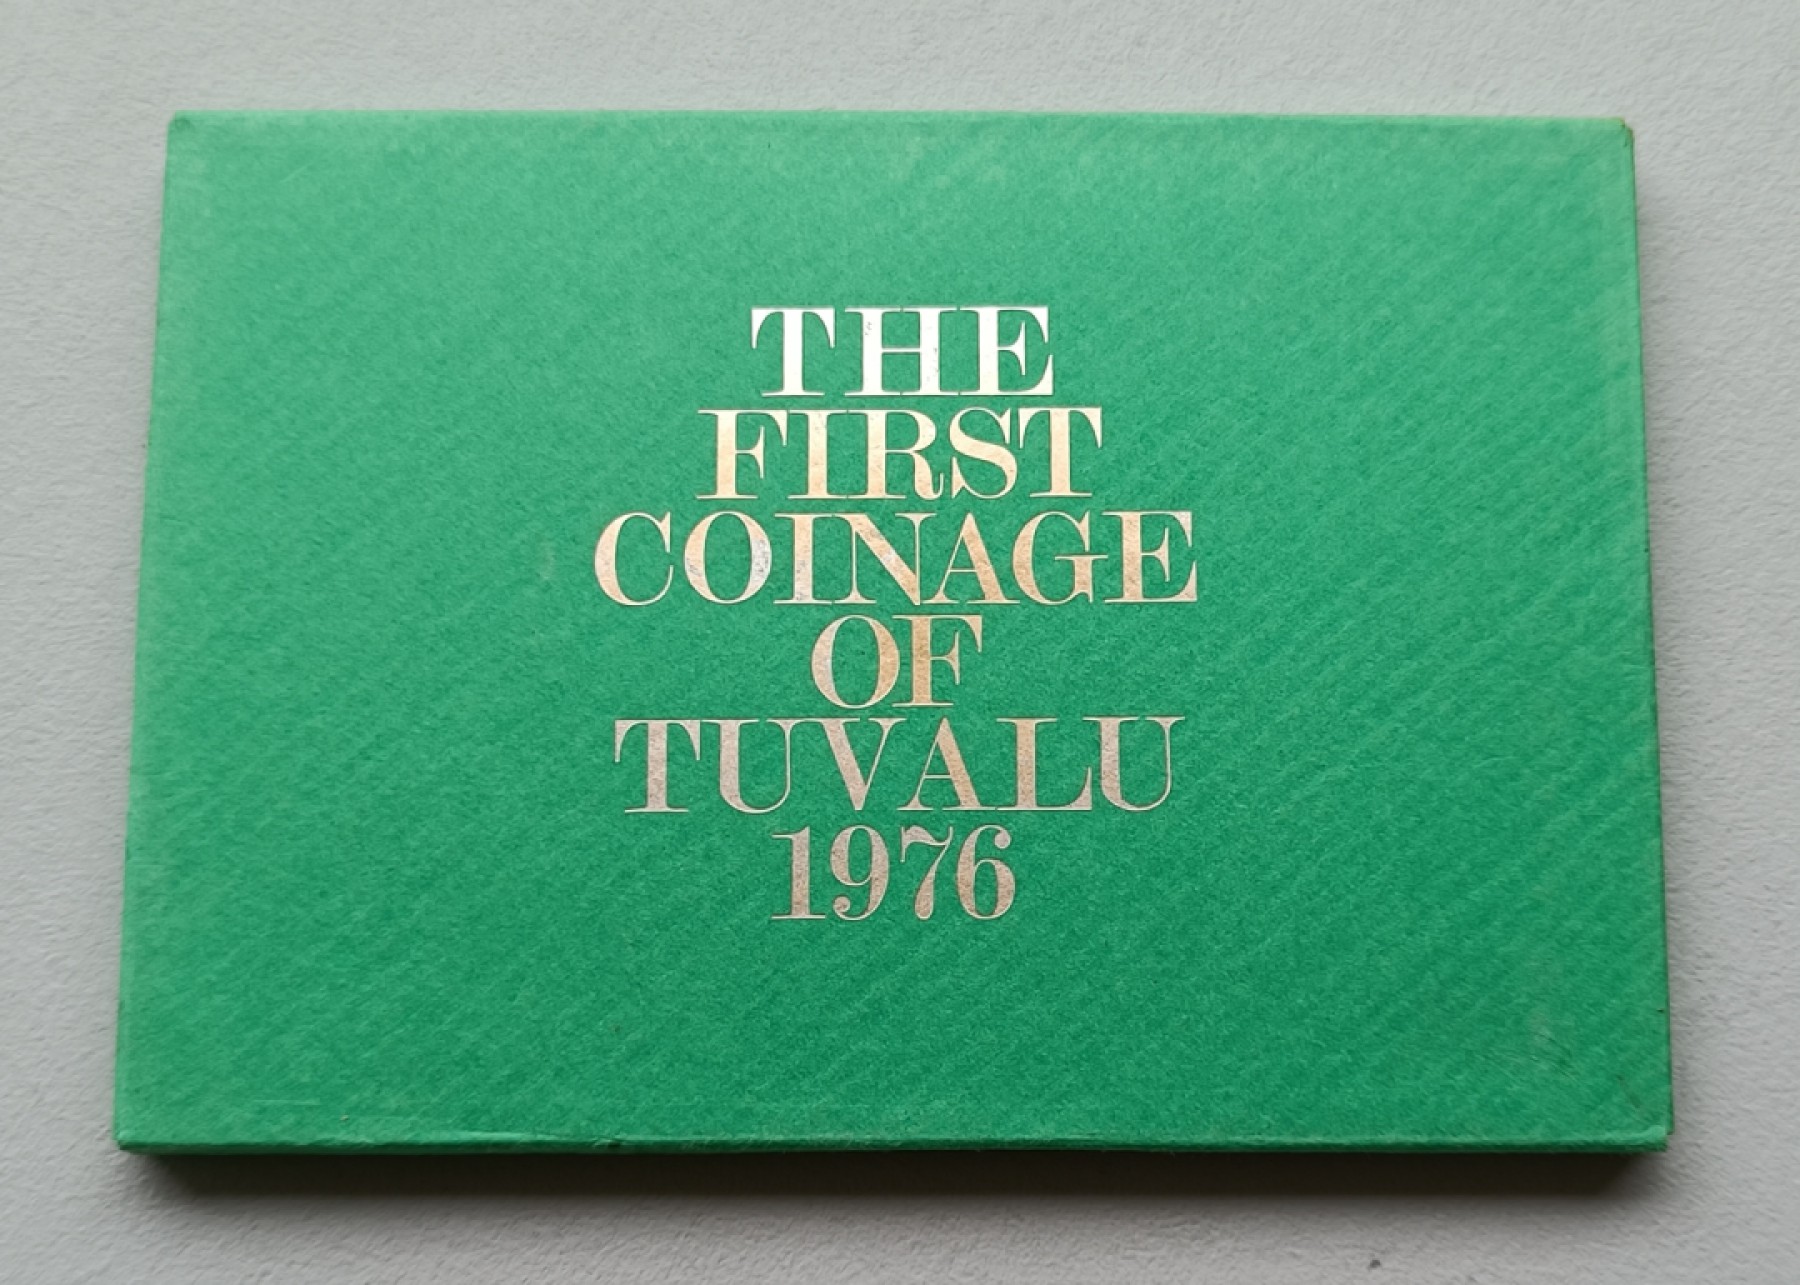 THE
FIRST
COINAGE
OF
TUVALU
1976